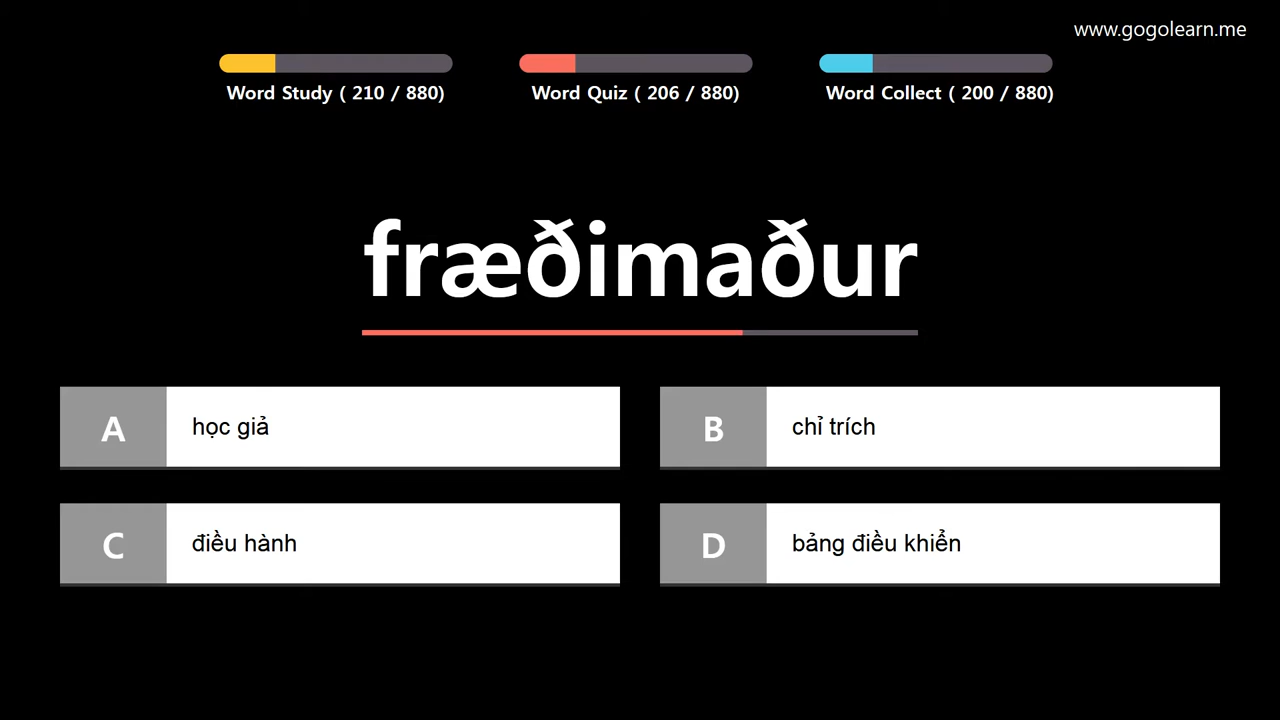 www.gogolearn.me
Word Study ( 210 / 880)
Word Quiz ( 206 / 880)
Word Collect ( 200 / 880)
fræðimaður
A học giả
B chỉ trích
C điều hành
D bảng điều khiển